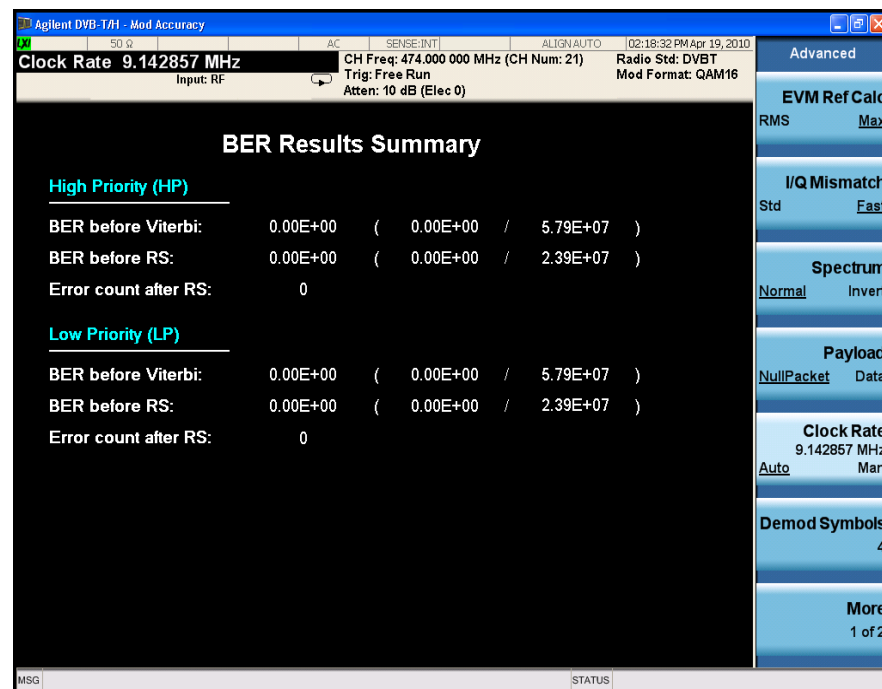 Agilent DVB-T/H - Mod Accuracy
LXI 50 Ω AC SENSE:INT ALIGN AUTO 02:18:32 PM Apr 19, 2010
Clock Rate 9.142857 MHz
Input: RF
CH Freq: 474.000 000 MHz (CH Num: 21)
Trig: Free Run
Atten: 10 dB (Elec 0)
Radio Std: DVBT
Mod Format: QAM16
BER Results Summary
High Priority (HP)
BER before Viterbi: 0.00E+00 ( 0.00E+00 / 5.79E+07 )
BER before RS: 0.00E+00 ( 0.00E+00 / 2.39E+07 )
Error count after RS: 0
Low Priority (LP)
BER before Viterbi: 0.00E+00 ( 0.00E+00 / 5.79E+07 )
BER before RS: 0.00E+00 ( 0.00E+00 / 2.39E+07 )
Error count after RS: 0
Advanced
EVM Ref Calc
RMS Max
I/Q Mismatch
Std Fast
Spectrum
Normal Inver
Payload
NullPacket Data
Clock Rate
9.142857 MHz
Auto Man
Demod Symbols
4
More
1 of 2
MSG STATUS